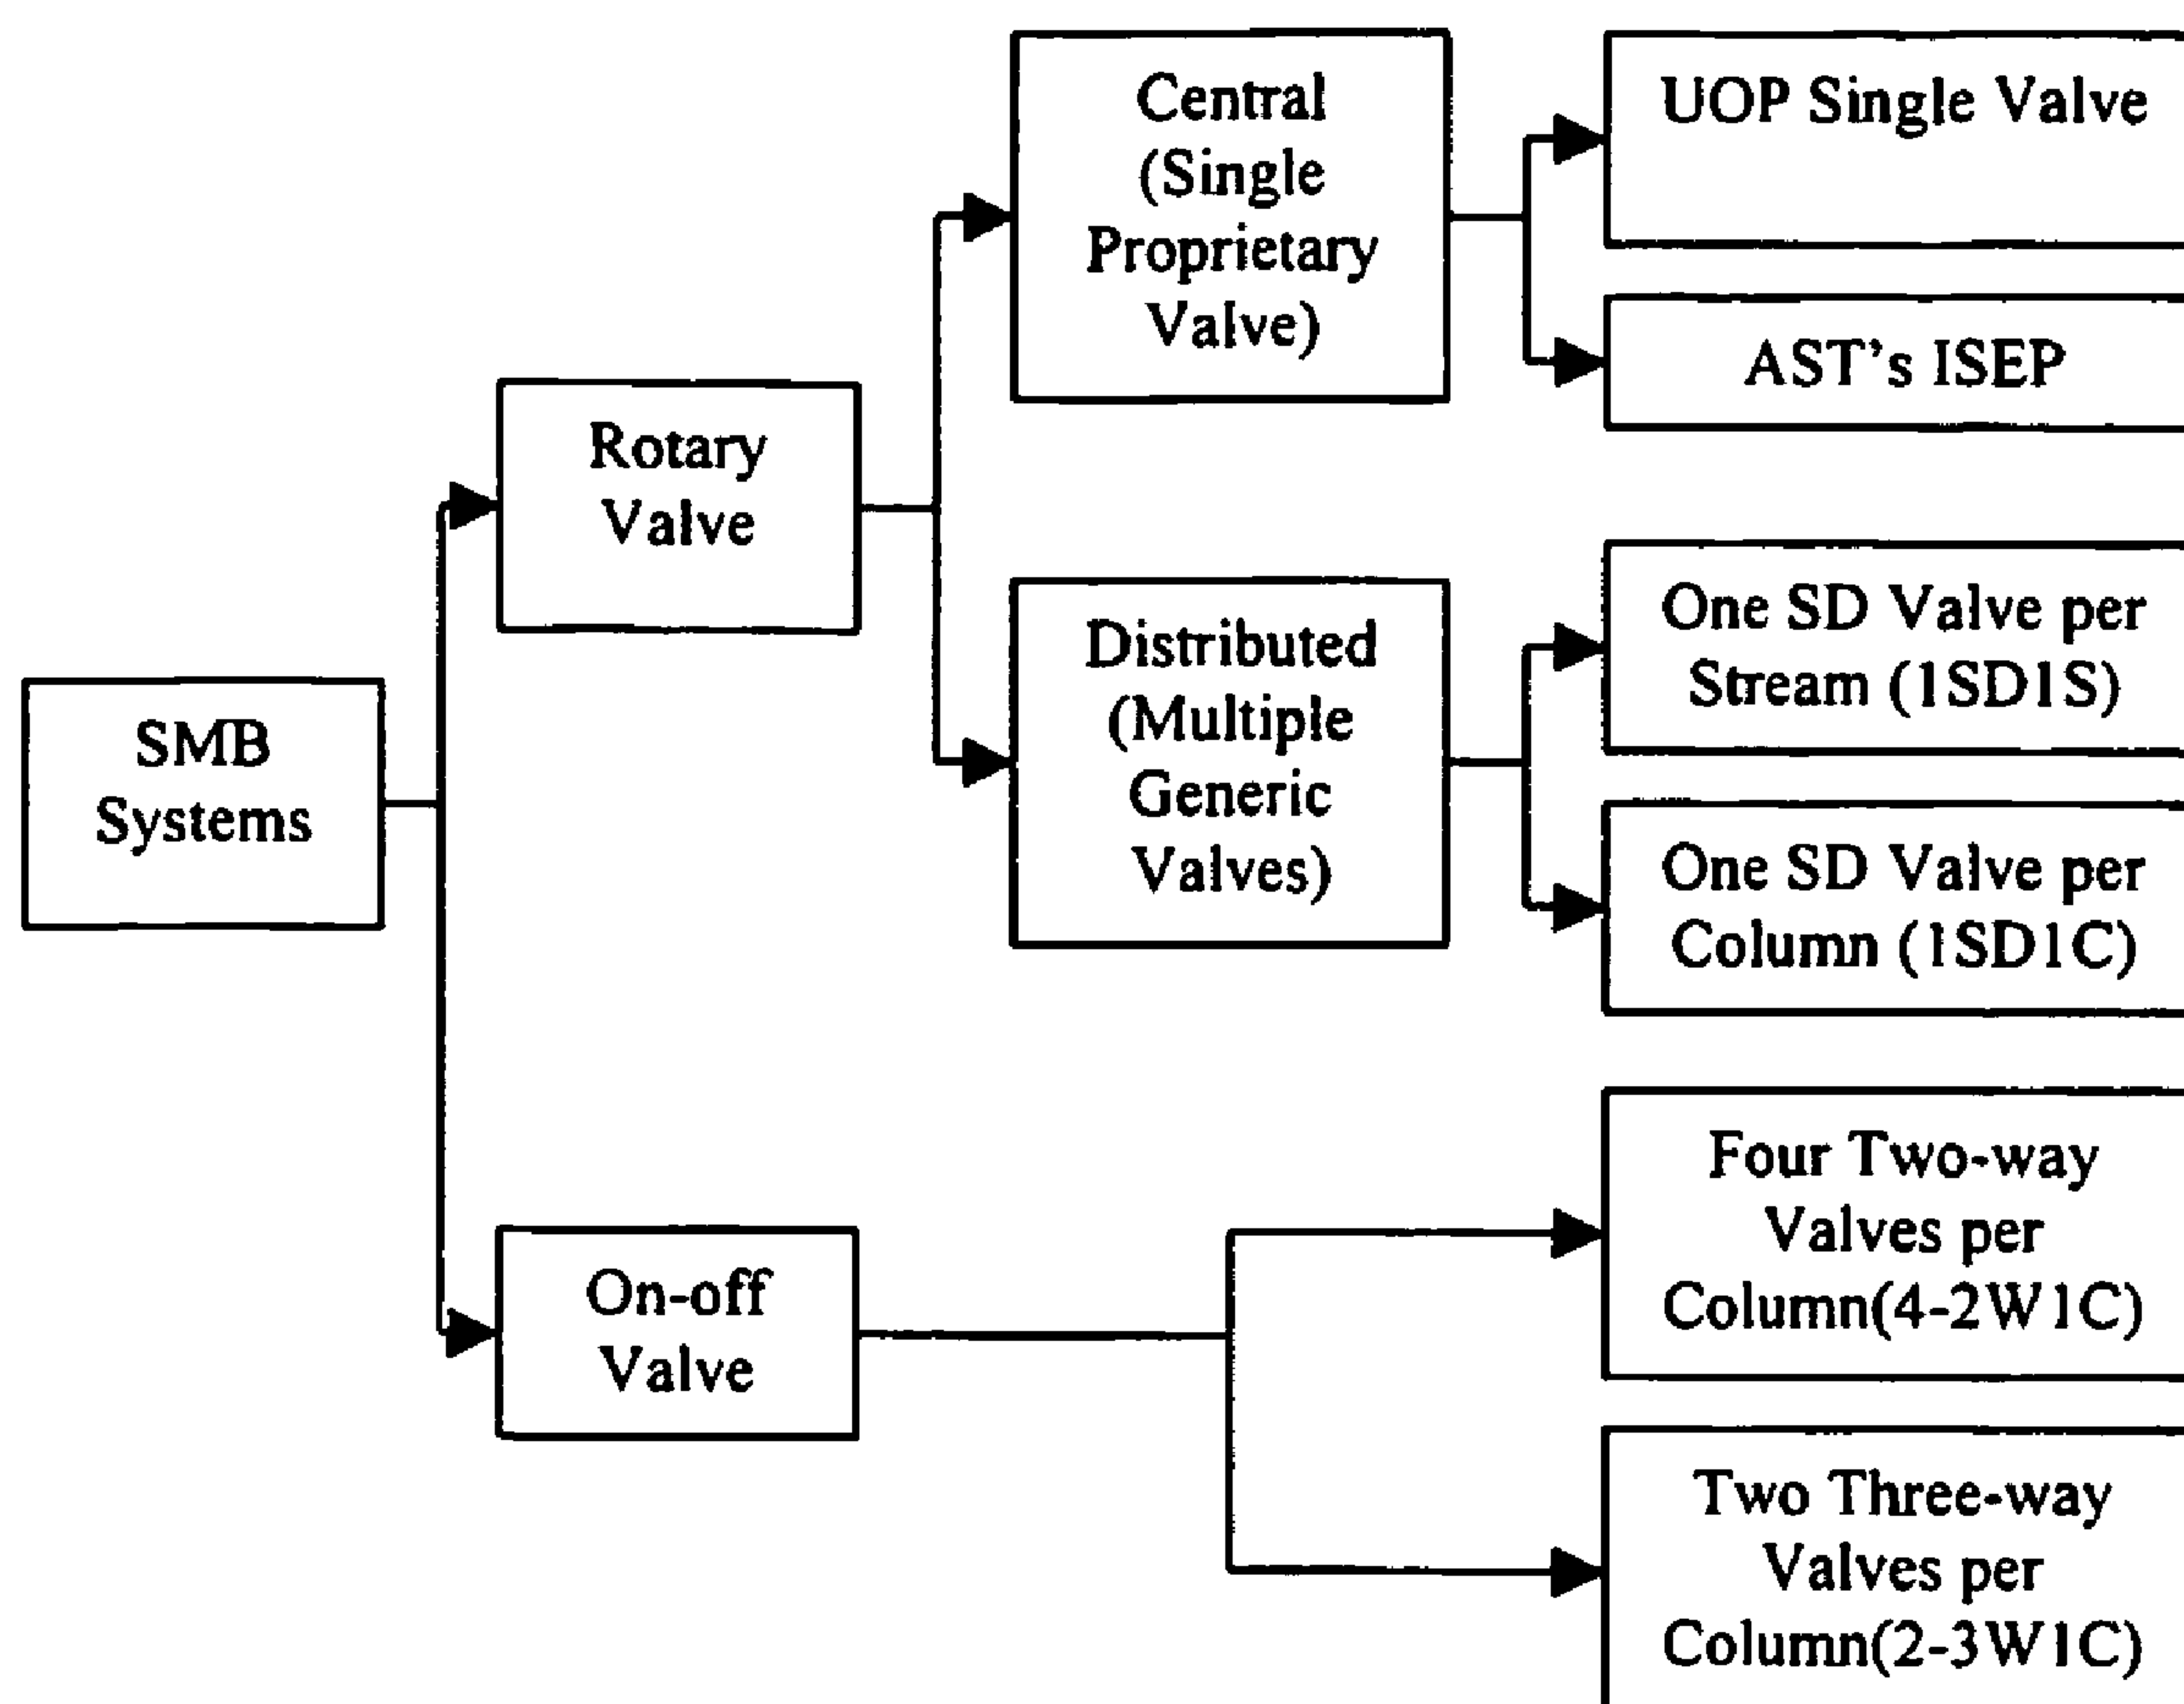 SMB
Systems
Rotary
Valve
On-off
Valve
Central
(Single
Proprietary
Valve)
Distributed
(Multiple
Generic
Valves)
UOP Single Valve
AST's ISEP
One SD Valve per
Stream (1SD1S)
One SD Valve per
Column (1SD1C)
Four Two-way
Valves per
Column(4-2W1C)
Two Three-way
Valves per
Column(2-3W1C)